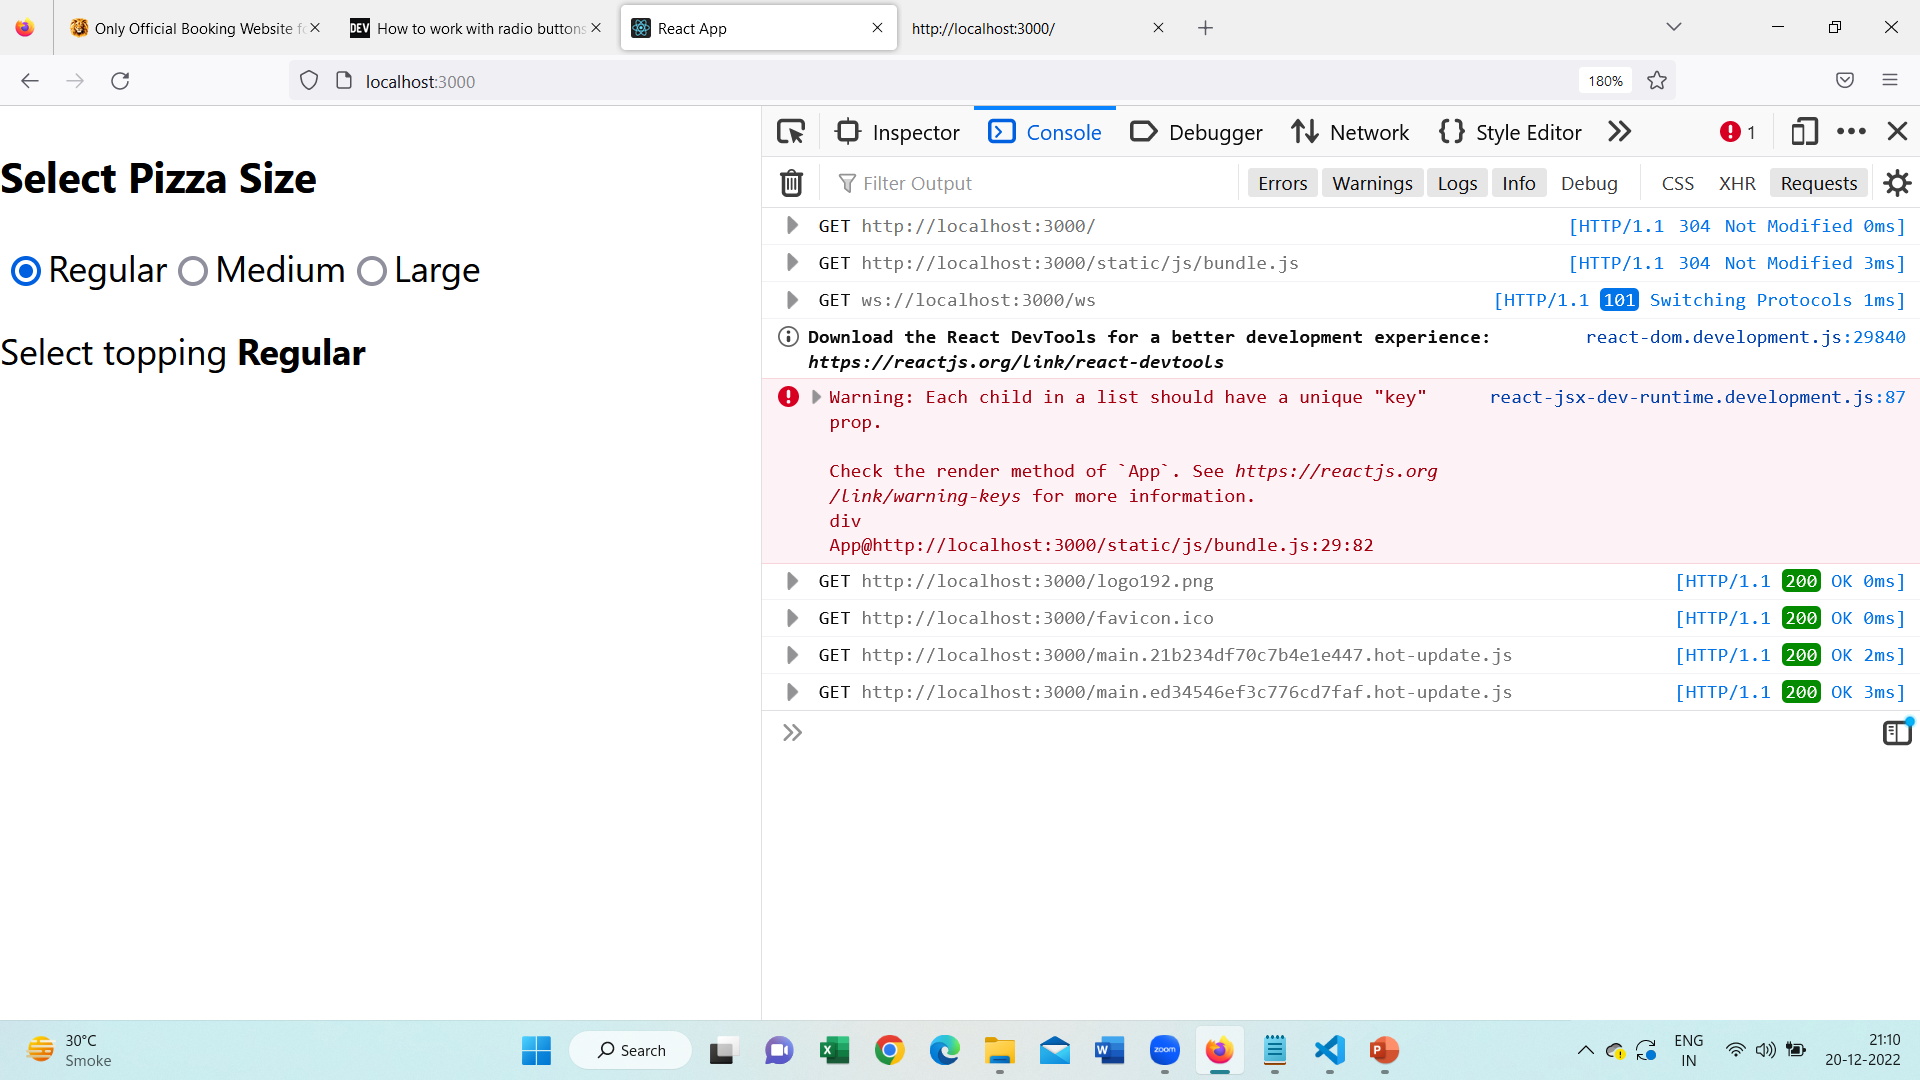 Only Official Booking Website fo
DEV How to work with radio buttons
React App
http://localhost:3000/
localhost:3000
180%
Inspector
Console
Debugger
Network
Style Editor
1
Filter Output
Errors
Warnings
Logs
Info
Debug
CSS
XHR
Requests
Select Pizza Size
Regular Medium Large
Select topping Regular
GET http://localhost:3000/ [HTTP/1.1 304 Not Modified 0ms]
GET http://localhost:3000/static/js/bundle.js [HTTP/1.1 304 Not Modified 3ms]
GET ws://localhost:3000/ws [HTTP/1.1 101 Switching Protocols 1ms]
Download the React DevTools for a better development experience: react-dom.development.js:29840
https://reactjs.org/link/react-devtools
Warning: Each child in a list should have a unique "key" react-jsx-dev-runtime.development.js:87
prop.
Check the render method of `App`. See https://reactjs.org
/link/warning-keys for more information.
div
App@http://localhost:3000/static/js/bundle.js:29:82
GET http://localhost:3000/logo192.png [HTTP/1.1 200 OK 0ms]
GET http://localhost:3000/favicon.ico [HTTP/1.1 200 OK 0ms]
GET http://localhost:3000/main.21b234df70c7b4e1e447.hot-update.js [HTTP/1.1 200 OK 2ms]
GET http://localhost:3000/main.ed34546ef3c776cd7faf.hot-update.js [HTTP/1.1 200 OK 3ms]
30°C
Smoke
Search
zoom
ENG
IN
21:10
20-12-2022